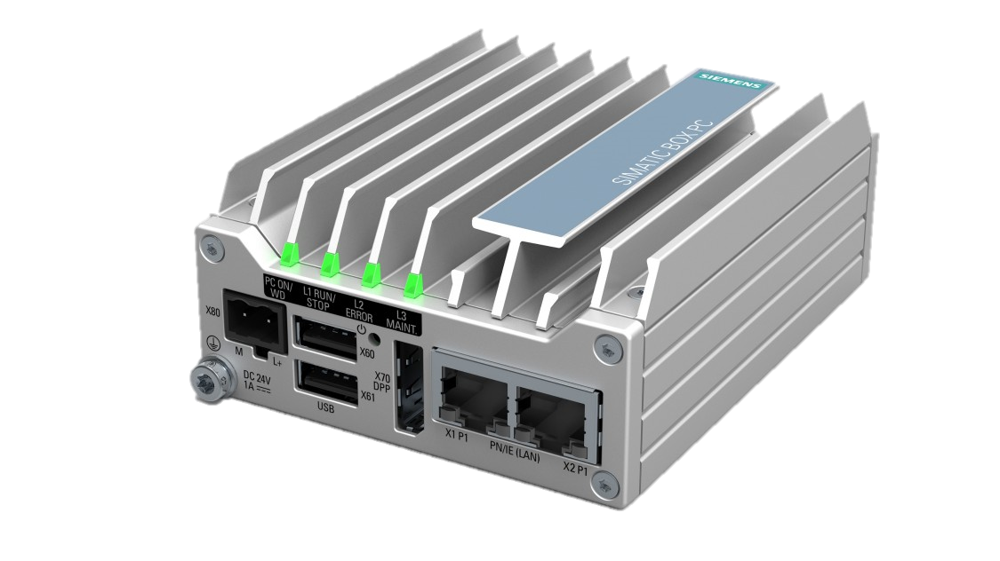 SIEMENS
SIMATIC BOX PC
PC ON/
WD
L1 RUN/
STOP
L2
ERROR
L3
MAINT.
X80
M
L+
DC 24V
1A
X60
X61
USB
X70
DPP
X1 P1
PN/IE (LAN)
X2 P1